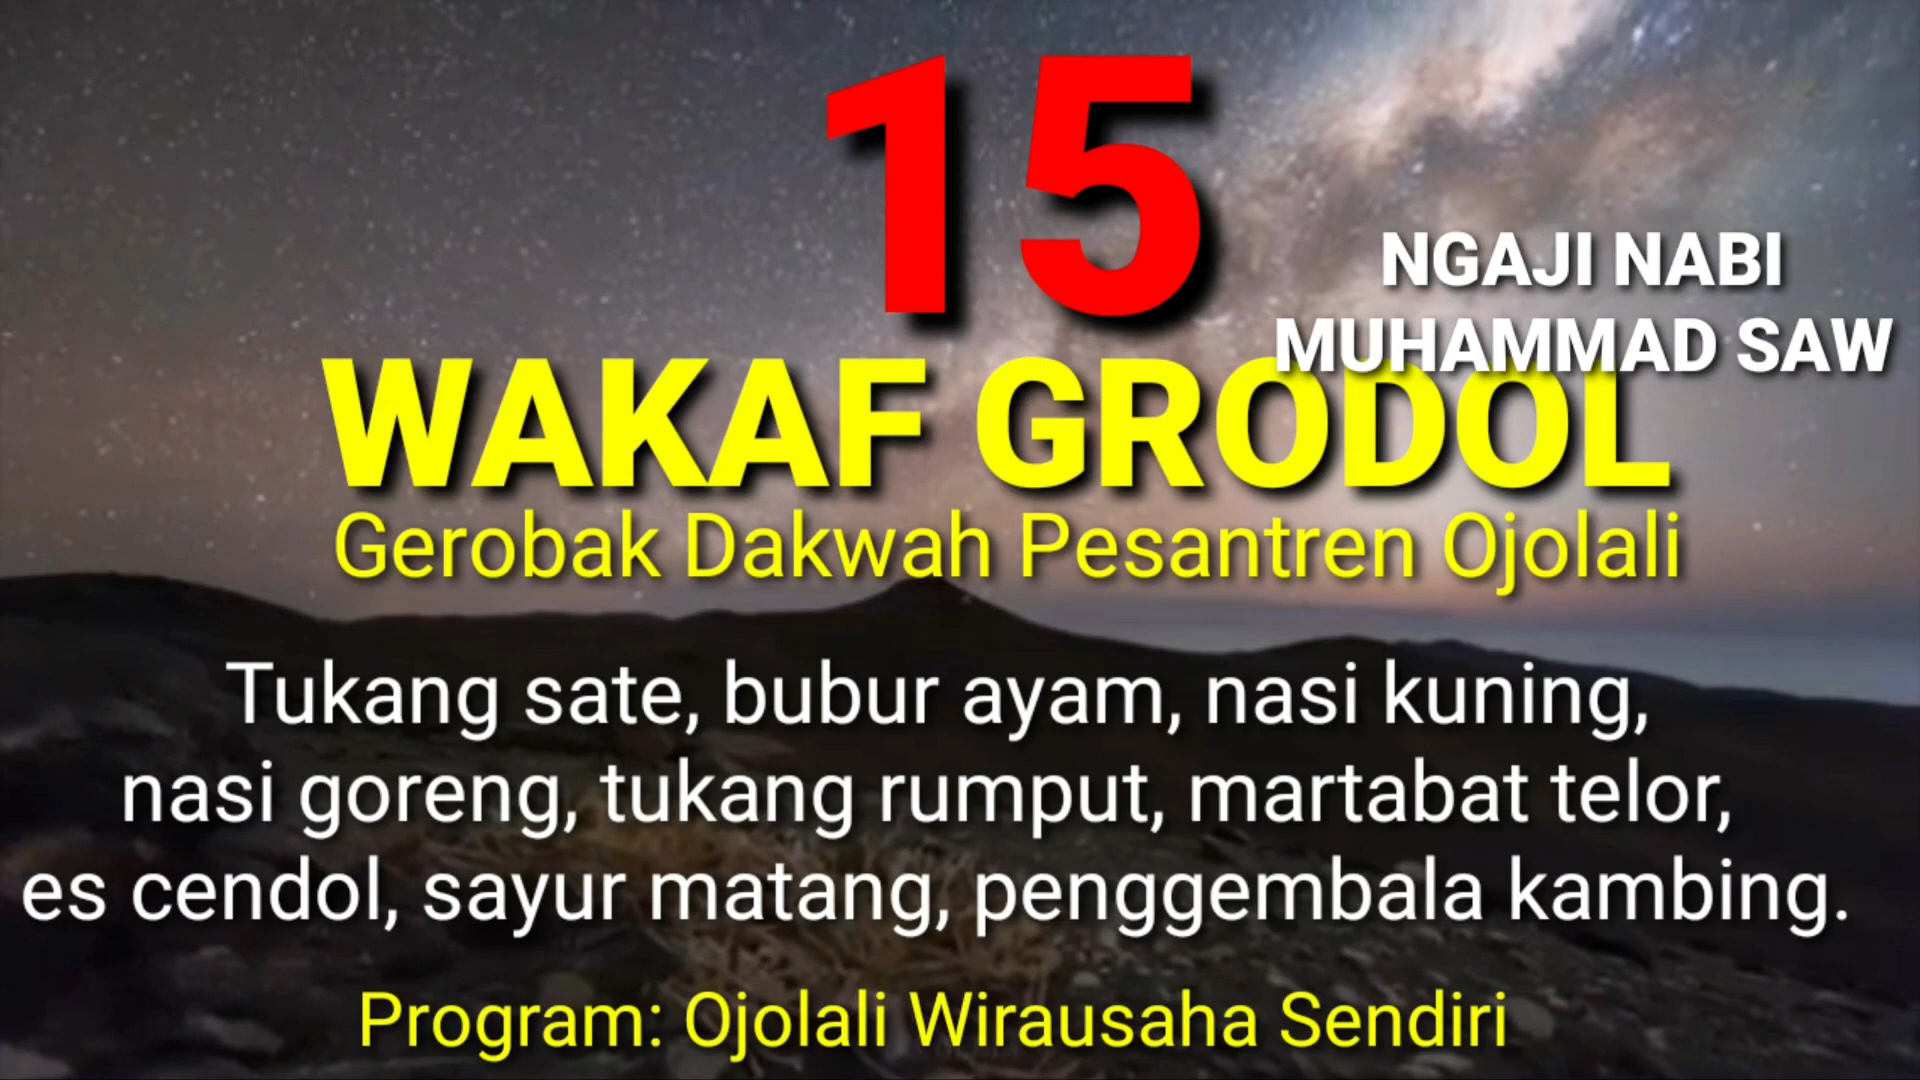 15
NGAJI NABI
MUHAMMAD SAW
WAKAF GRODOL
Gerobak Dakwah Pesantren Ojolali
Tukang sate, bubur ayam, nasi kuning,
nasi goreng, tukang rumput, martabat telor,
es cendol, sayur matang, penggembala kambing.
Program: Ojolali Wirausaha Sendiri